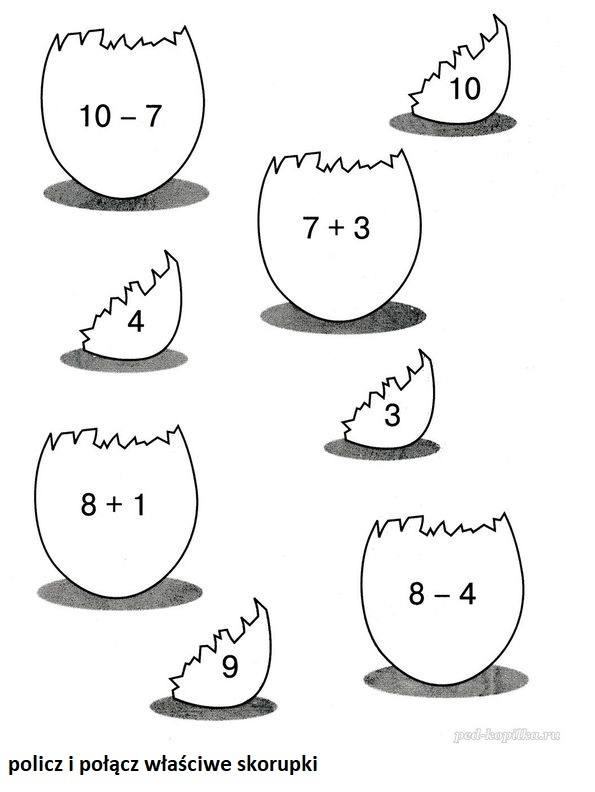 10 – 7
10
7 + 3
4
3
8 + 1
8 – 4
9
ped-kopilka.ru
policz i połącz właściwe skorupki